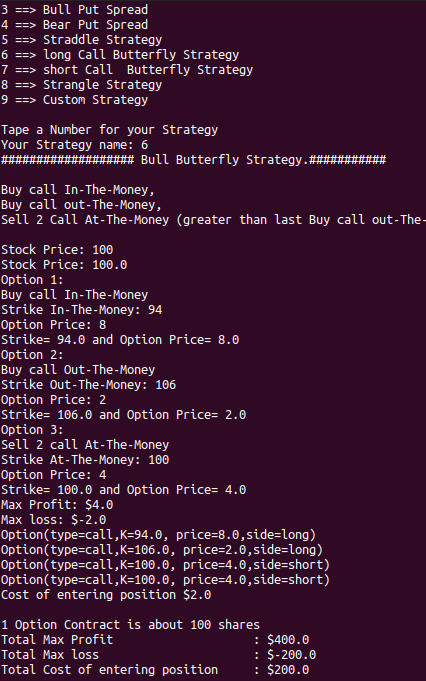 3 ==> Bull Put Spread
4 ==> Bear Put Spread
5 ==> Straddle Strategy
6 ==> long Call Butterfly Strategy
7 ==> short Call  Butterfly Strategy
8 ==> Strangle Strategy
9 ==> Custom Strategy
Tape a Number for your Strategy
Your Strategy name: 6
################### Bull Butterfly Strategy.###########
Buy call In-The-Money,
Buy call out-The-Money,
Sell 2 Call At-The-Money (greater than last Buy call out-The-
Stock Price: 100
Stock Price: 100.0
Option 1:
Buy call In-The-Money
Strike In-The-Money: 94
Option Price: 8
Strike= 94.0 and Option Price= 8.0
Option 2:
Buy call Out-The-Money
Strike Out-The-Money: 106
Option Price: 2
Strike= 106.0 and Option Price= 2.0
Option 3:
Sell 2 call At-The-Money
Strike At-The-Money: 100
Option Price: 4
Strike= 100.0 and Option Price= 4.0
Max Profit: $4.0
Max loss: $-2.0
Option(type=call,K=94.0, price=8.0,side=long)
Option(type=call,K=106.0, price=2.0,side=long)
Option(type=call,K=100.0, price=4.0,side=short)
Option(type=call,K=100.0, price=4.0,side=short)
Cost of entering position $2.0
1 Option Contract is about 100 shares
Total Max Profit                   : $400.0
Total Max loss                     : $-200.0
Total Cost of entering position    : $200.0